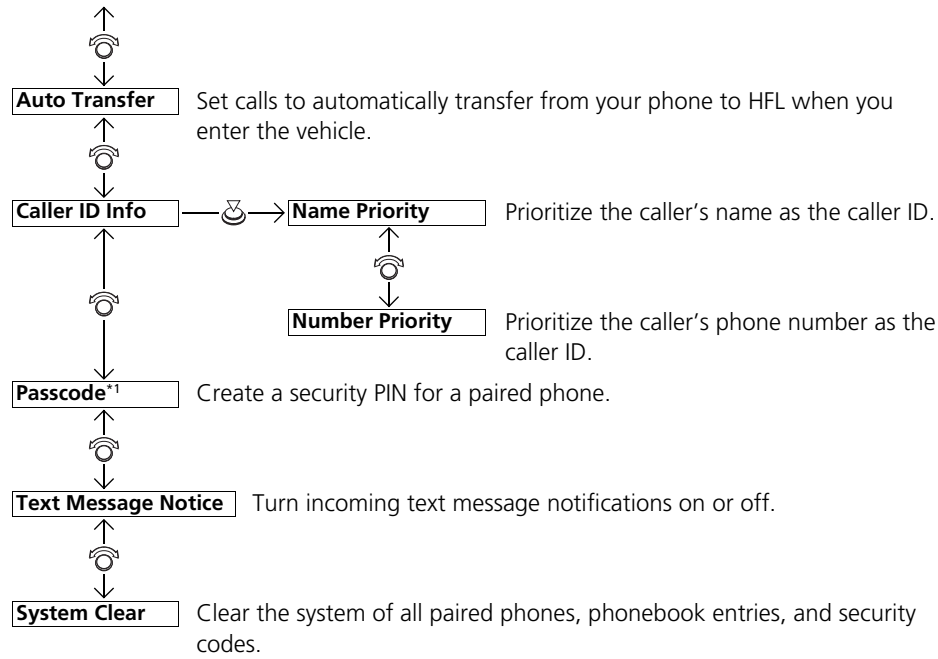 Auto Transfer
Set calls to automatically transfer from your phone to HFL when you
enter the vehicle.
Caller ID Info
Name Priority
Prioritize the caller’s name as the caller ID.
Number Priority
Prioritize the caller’s phone number as the
caller ID.
Passcode*1
Create a security PIN for a paired phone.
Text Message Notice
Turn incoming text message notifications on or off.
System Clear
Clear the system of all paired phones, phonebook entries, and security
codes.